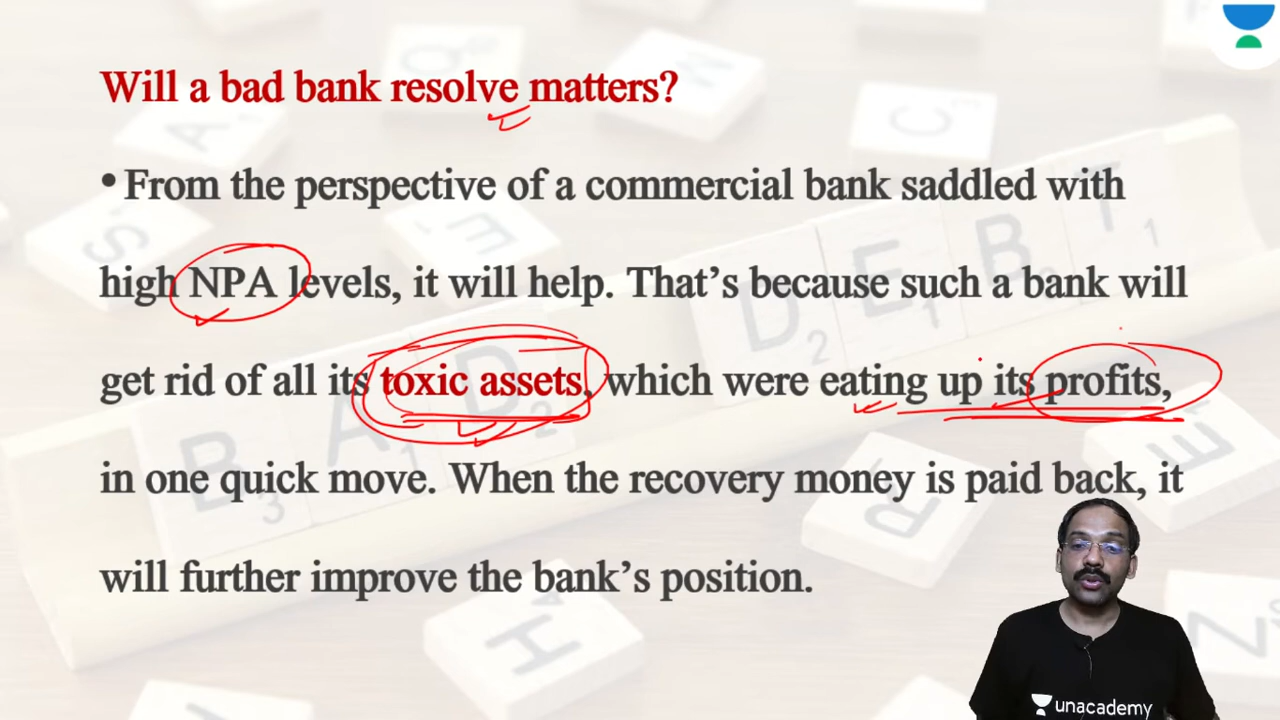 Will a bad bank resolve matters?
• From the perspective of a commercial bank saddled with
high NPA levels, it will help. That’s because such a bank will
get rid of all its toxic assets, which were eating up its profits,
in one quick move. When the recovery money is paid back, it
will further improve the bank’s position.
BAD DEBT
unacademy